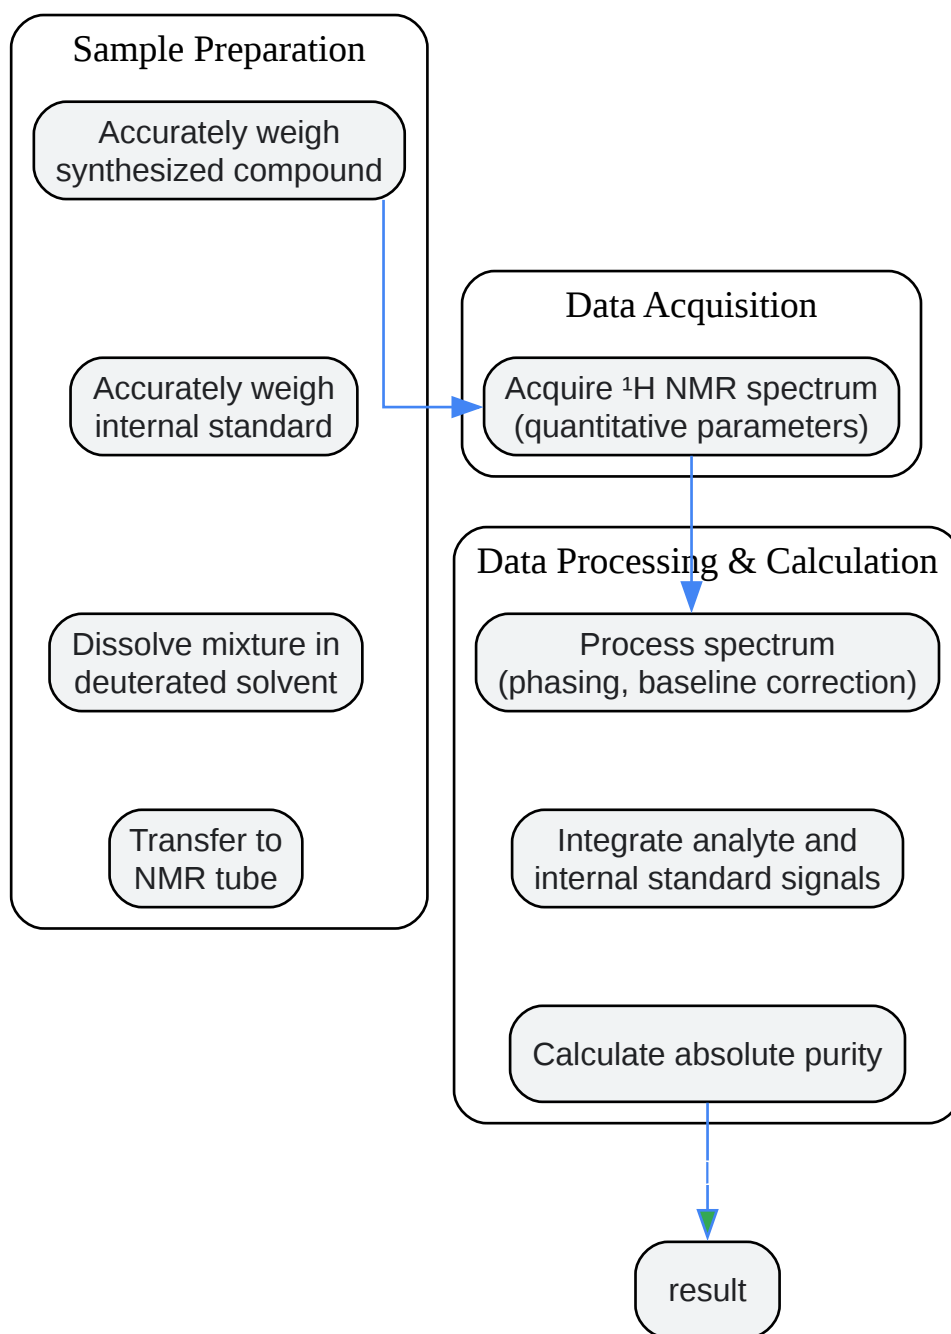 Sample Preparation
Accurately weigh
synthesized compound
Accurately weigh
internal standard
Dissolve mixture in
deuterated solvent
Transfer to
NMR tube
Data Acquisition
Acquire ¹H NMR spectrum
(quantitative parameters)
Data Processing & Calculation
Process spectrum
(phasing, baseline correction)
Integrate analyte and
internal standard signals
Calculate absolute purity
result